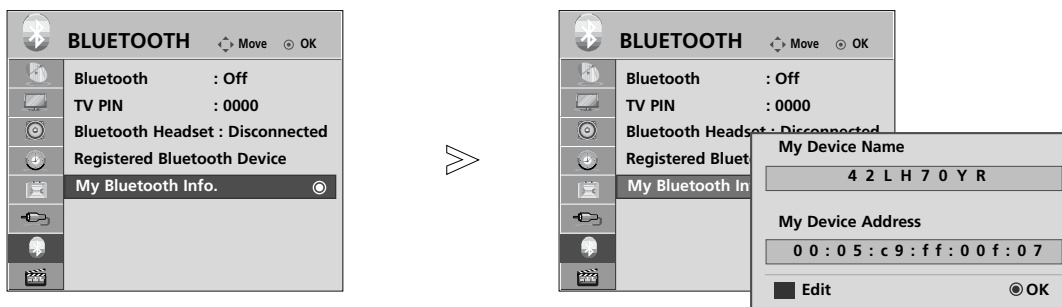 BLUETOOTH Move OK
Bluetooth : Off
TV PIN : 0000
Bluetooth Headset : Disconnected
Registered Bluetooth Device
My Bluetooth Info.
BLUETOOTH Move OK
Bluetooth : Off
TV PIN : 0000
Bluetooth Headset : Disconnected
Registered Bluet
My Bluetooth In
My Device Name
4 2 L H 7 0 Y R
My Device Address
0 0 : 0 5 : c 9 : f f : 0 0 f : 0 7
Edit OK